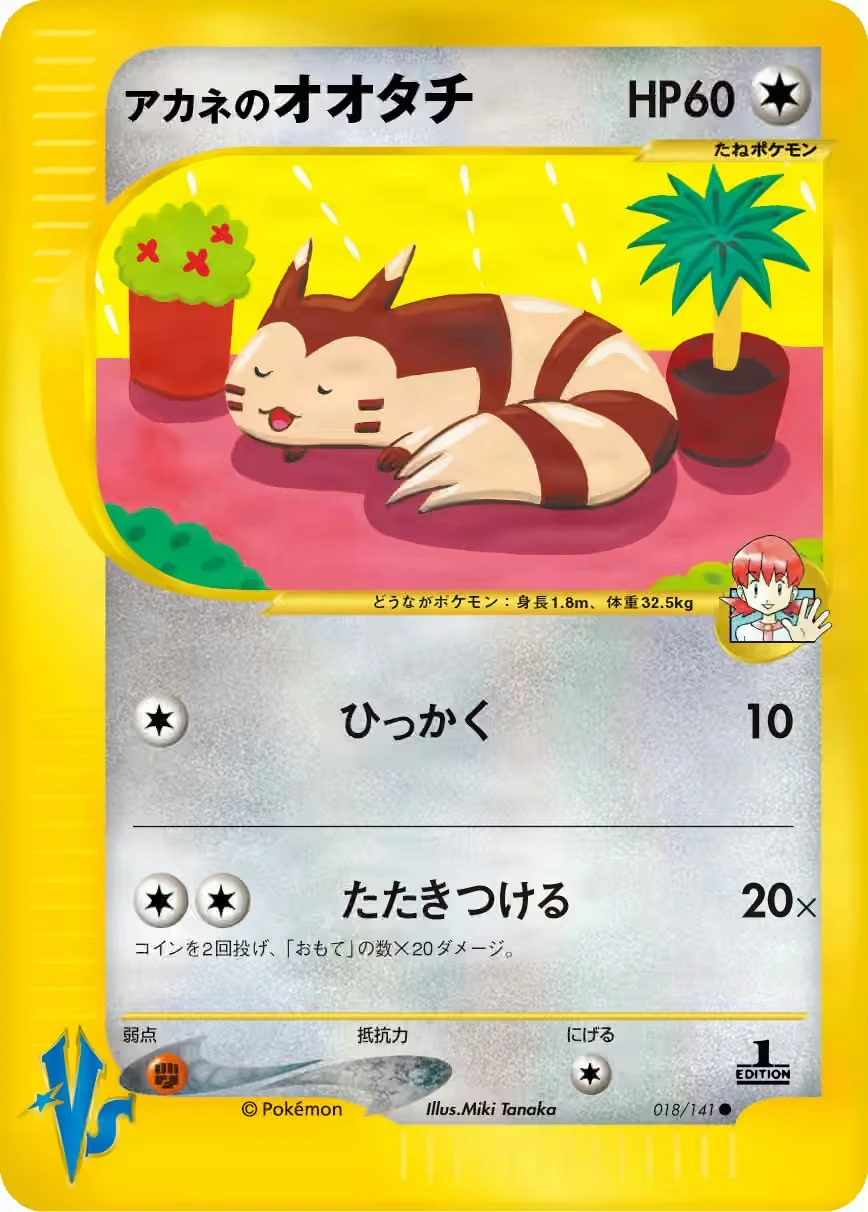 アカネのオオタチ HP60
たねポケモン
どうながポケモン：身長1.8m、体重32.5kg
ひっかく 10
たたきつける 20×
コインを2回投げ、「おもて」の数×20ダメージ。
弱点 抵抗力 にげる
1
EDITION
VS
© Pokémon Illus.Miki Tanaka 018/141●